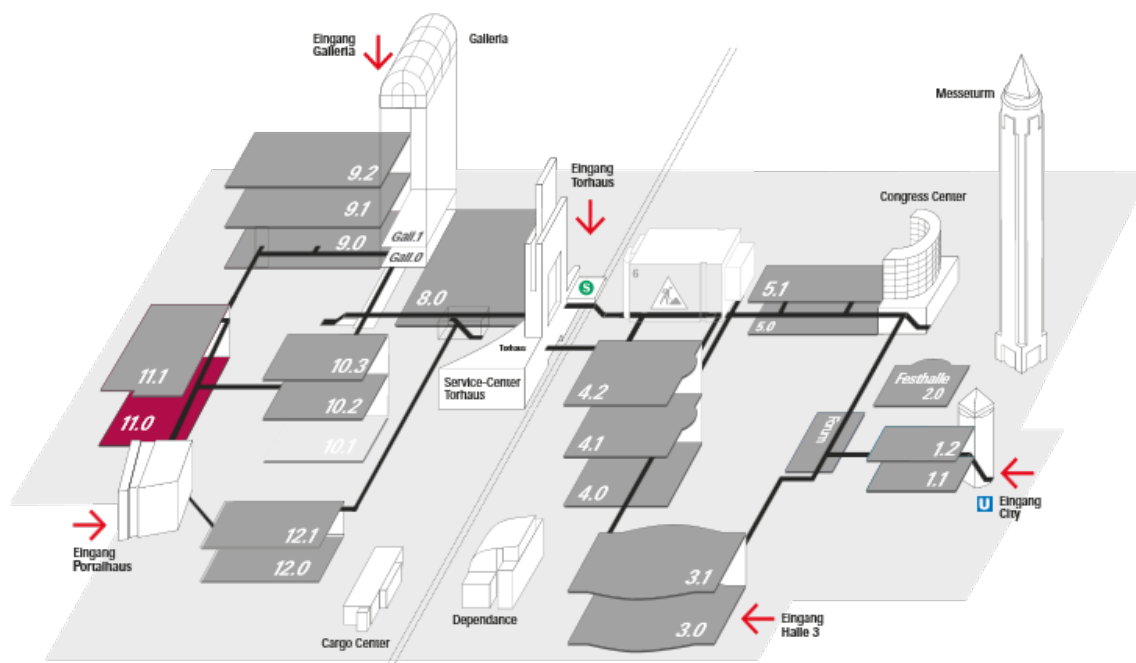 Eingang
Galleria
Galleria
Messeturm
9.2
9.1
9.0
Gall.1
Gall.0
Eingang
Torhaus
Congress Center
S
6
8.0
5.1
5.0
11.1
11.0
10.3
10.2
10.1
Torhaus
Service-Center
Torhaus
4.2
4.1
4.0
Festhalle
2.0
Forum
1.2
1.1
U
Eingang
City
Eingang
Portalhaus
12.1
12.0
Cargo Center
Dependance
3.1
3.0
Eingang
Halle 3